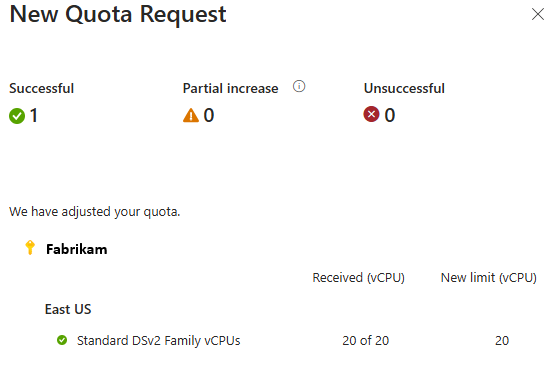 New Quota Request
Successful Partial increase Unsuccessful
1 0 0
We have adjusted your quota.
Fabrikam
Received (vCPU) New limit (vCPU)
East US
Standard DSv2 Family vCPUs 20 of 20 20